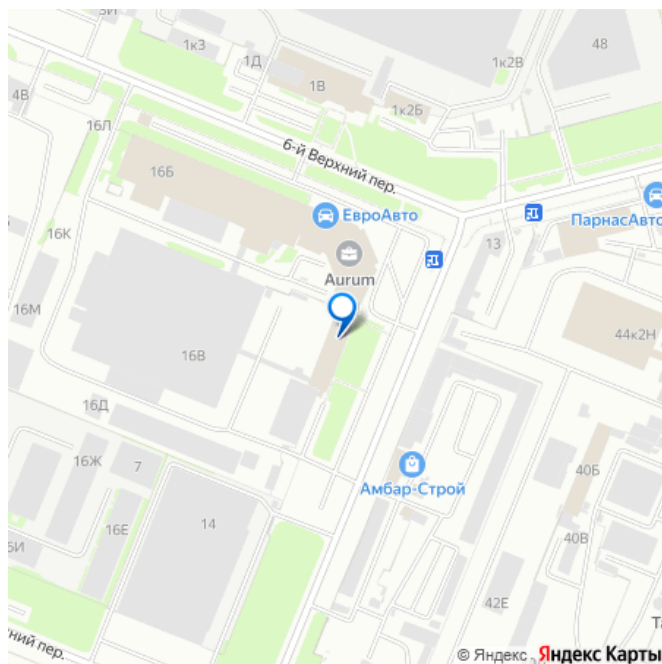 3И
1к3
1Д
1В
1к2В
48
4В
16Л
1к2Б
6-й Верхний пер.
16Б
ЕвроАвто
ПарнасАвто
16К
Aurum
13
16М
16В
44к2Н
16Д
16Ж
7
Амбар-Строй
40Б
14
16Е
40В
42Е
Та
ний пер.
© Яндекс Яндекс Карты